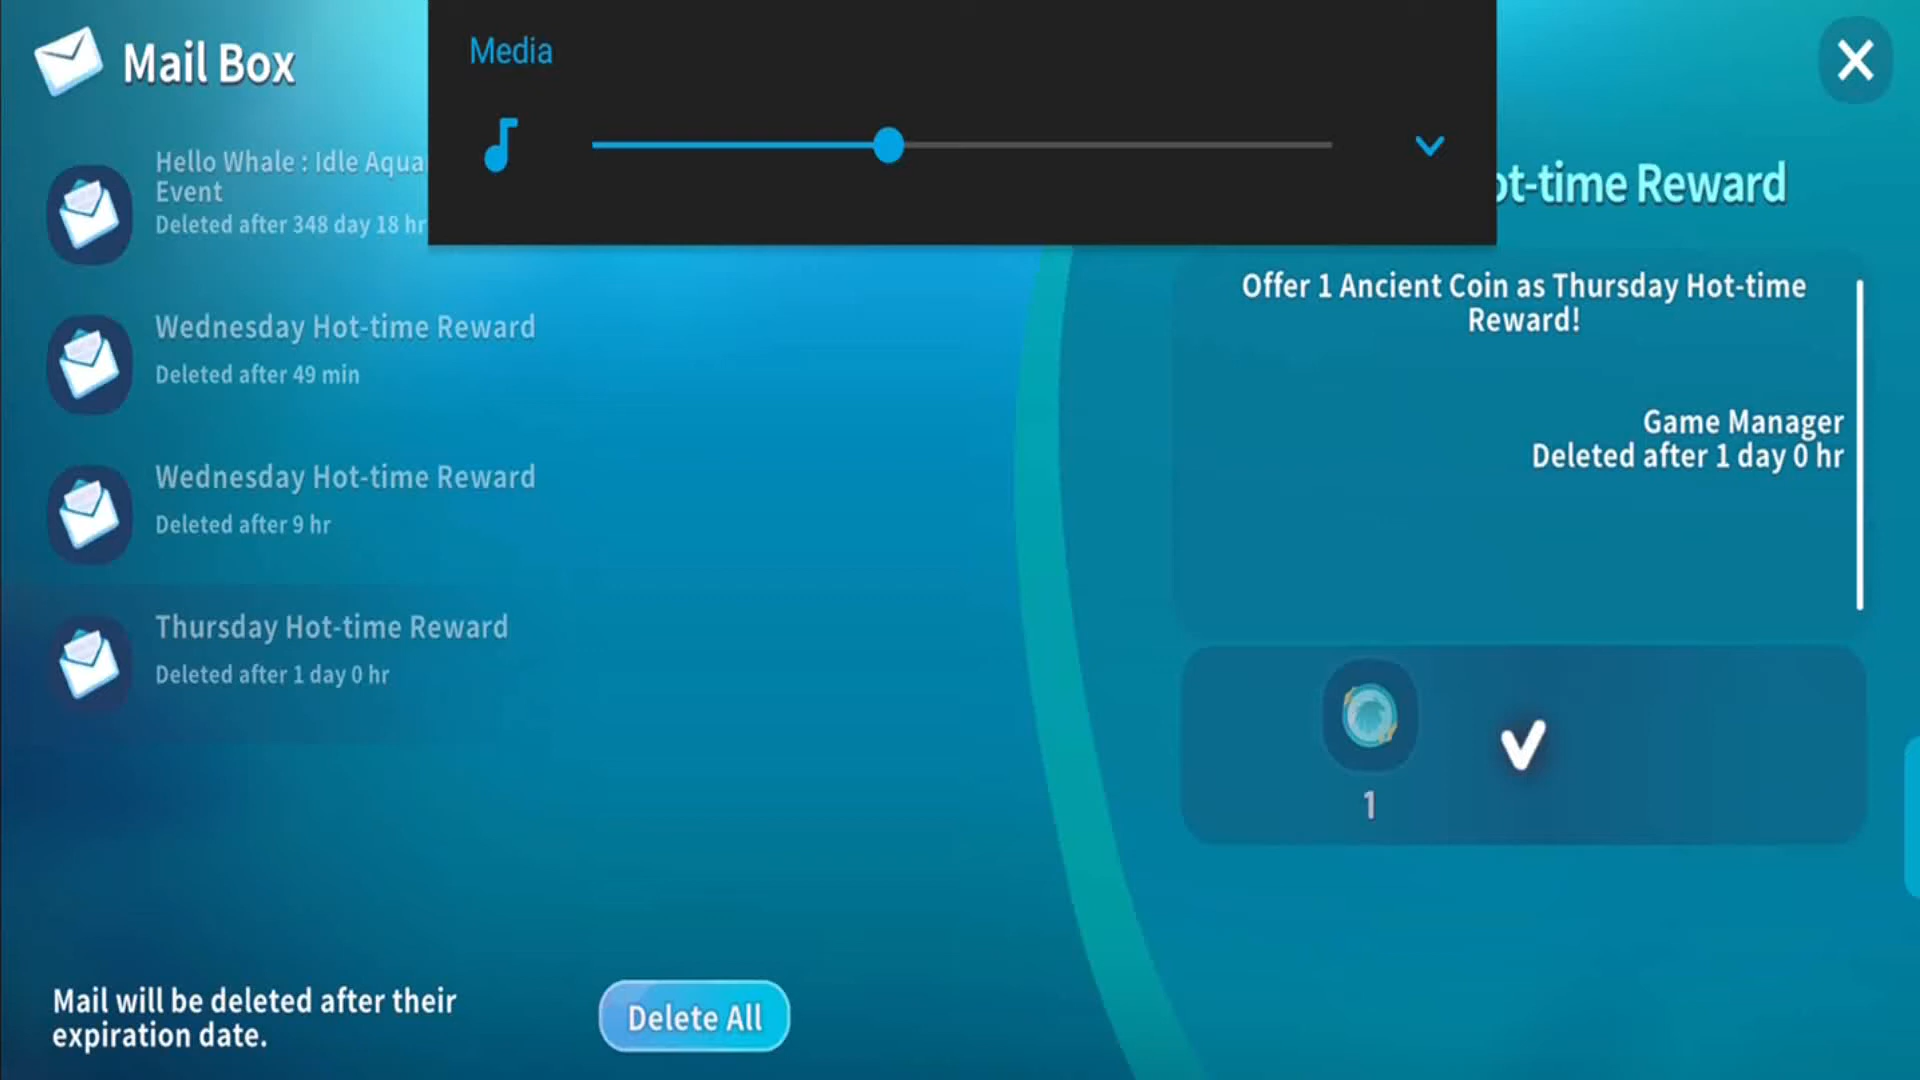 Mail Box
Media
Hello Whale : Idle Aqua
Event
Deleted after 348 day 18 hr
Wednesday Hot-time Reward
Deleted after 49 min
Wednesday Hot-time Reward
Deleted after 9 hr
Thursday Hot-time Reward
Deleted after 1 day 0 hr
Mail will be deleted after their
expiration date.
Delete All
ot-time Reward
Offer 1 Ancient Coin as Thursday Hot-time
Reward!
Game Manager
Deleted after 1 day 0 hr
1